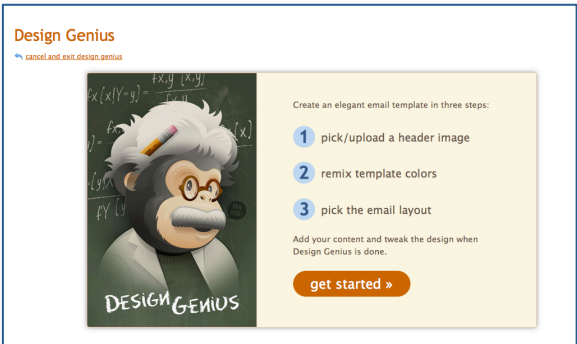 Design Genius
cancel and exit design genius
Create an elegant email template in three steps:
1 pick/upload a header image
2 remix template colors
3 pick the email layout
Add your content and tweak the design when
Design Genius is done.
get started »
DESIGN GENIUS